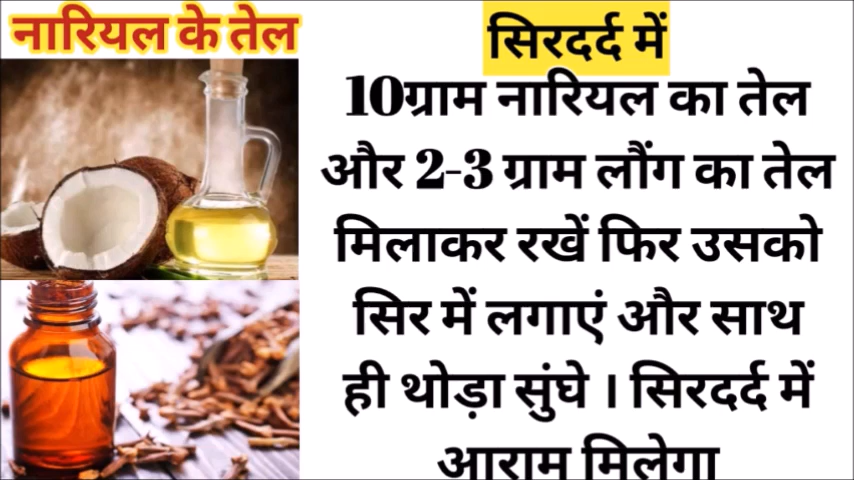 नारियल के तेल
सिरदर्द में
10ग्राम नारियल का तेल
और 2-3 ग्राम लौंग का तेल
मिलाकर रखें फिर उसको
सिर में लगाएं और साथ
ही थोड़ा सुंघे । सिरदर्द में
आराम मिलेगा